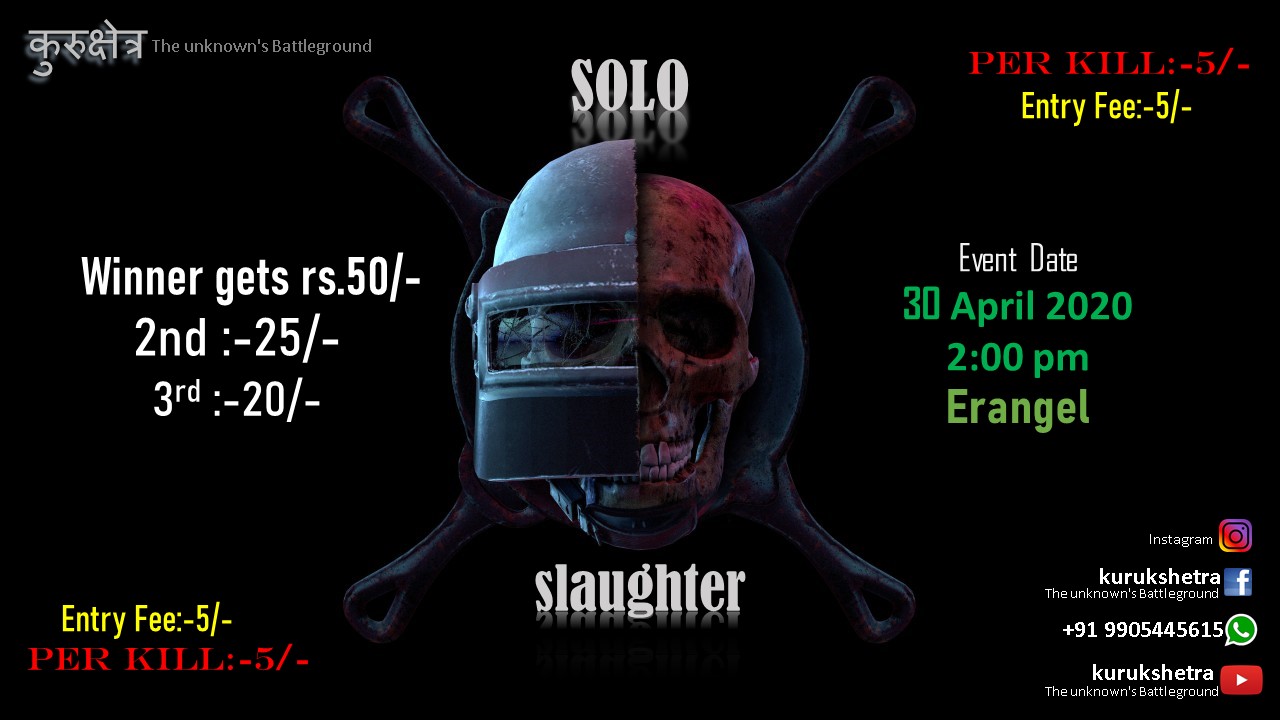 कुरुक्षेत्र The unknown's Battleground
SOLO
PER KILL:-5/-
Entry Fee:-5/-
Winner gets rs.50/-
2nd :-25/-
3rd :-20/-
Event Date
30 April 2020
2:00 pm
Erangel
slaughter
Entry Fee:-5/-
PER KILL:-5/-
Instagram
kurukshetra
The unknown's Battleground
+91 9905445615
kurukshetra
The unknown's Battleground